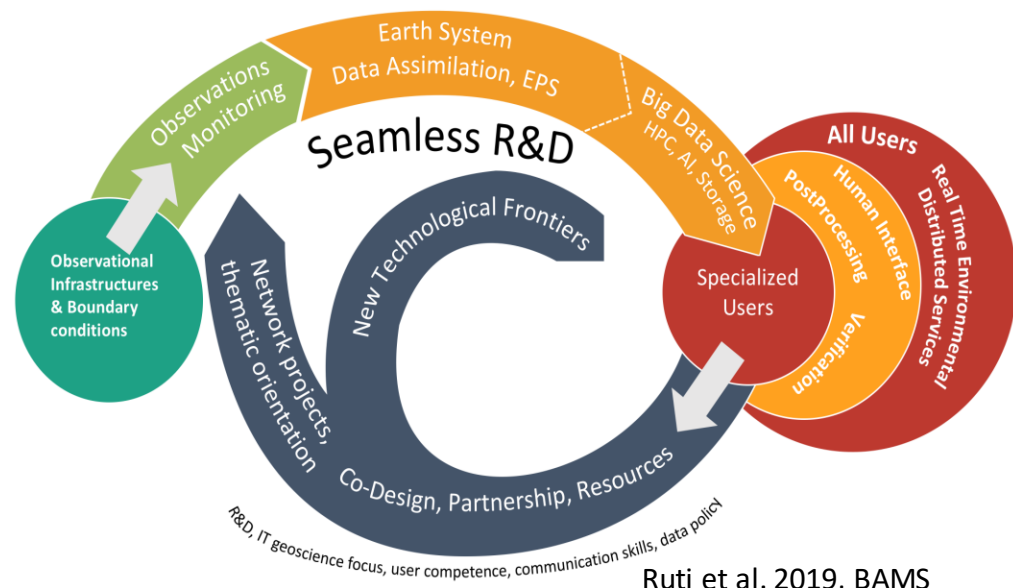 Observational
Infrastructures
& Boundary
conditions
Observations
Monitoring
Earth System
Data Assimilation, EPS
Big Data Science
HPC, AI, Storage
Seamless R&D
New Technological Frontiers
Network projects,
thematic orientation
Co-Design, Partnership, Resources
R&D, IT geoscience focus, user competence, communication skills, data policy
Specialized
Users
PostProcessing
Verification
Human Interface
All Users
Real Time Environmental
Distributed Services
Ruti et al. 2019. BAMS